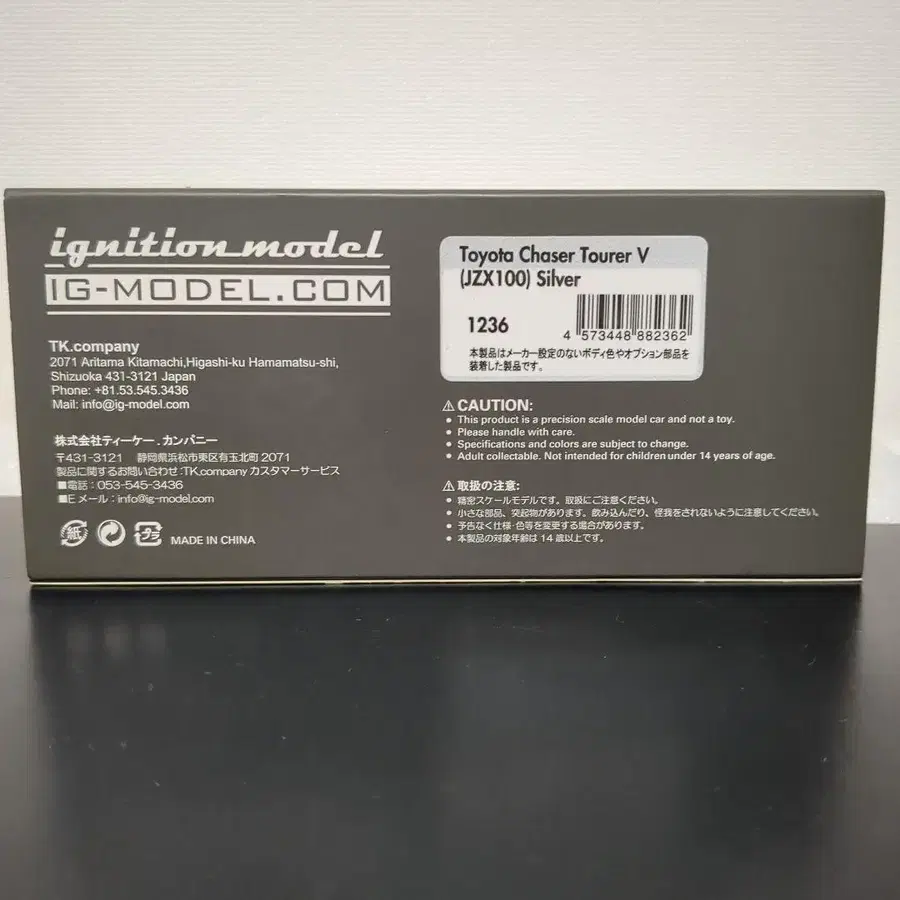 ignition model
IG-MODEL.COM
TK.company
2071 Aritama Kitamachi,Higashi-ku Hamamatsu-shi,
Shizuoka 431-3121 Japan
Phone: +81.53.545.3436
Mail: info@ig-model.com
株式会社ティーケー.カンパニー
〒431-3121 静岡県浜松市東区有玉北町 2071
製品に関するお問い合わせ:TK.company カスタマーサービス
■電話:053-545-3436
■E メール:info@ig-model.com
紙
プラ
MADE IN CHINA
Toyota Chaser Tourer V
(JZX100) Silver
1236
4 573448 882362
本製品はメーカー設定のないボディ色やオプション部品を
装着した製品です。
⚠ CAUTION:
• This product is a precision scale model car and not a toy.
• Please handle with care.
• Specifications and colors are subject to change.
• Adult collectable. Not intended for children under 14 years of age.
⚠ 取扱の注意:
• 精密スケールモデルです。取扱にご注意ください。
• 小さな部品、突起物があります。飲み込んだり、怪我をされないように注意してください。
• 予告なく仕様・色等を変更する場合があります。
• 本製品の対象年齢は 14 歳以上です。